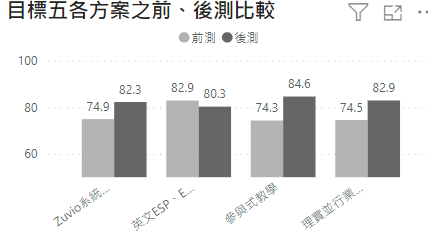 目標五各方案之前、後測比較
前測 後測
100
80
60
74.9 82.3 82.9 80.3 74.3 84.6 74.5 82.9
Zuvio系統...
英文ESP、E...
參與式教學
理實並行業...